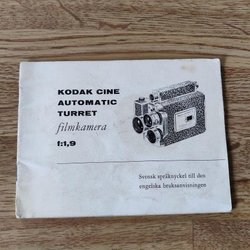 KODAK CINE
AUTOMATIC
TURRET
filmkamera
f:1,9
Svensk språknyckel till den
engelska bruksanvisningen